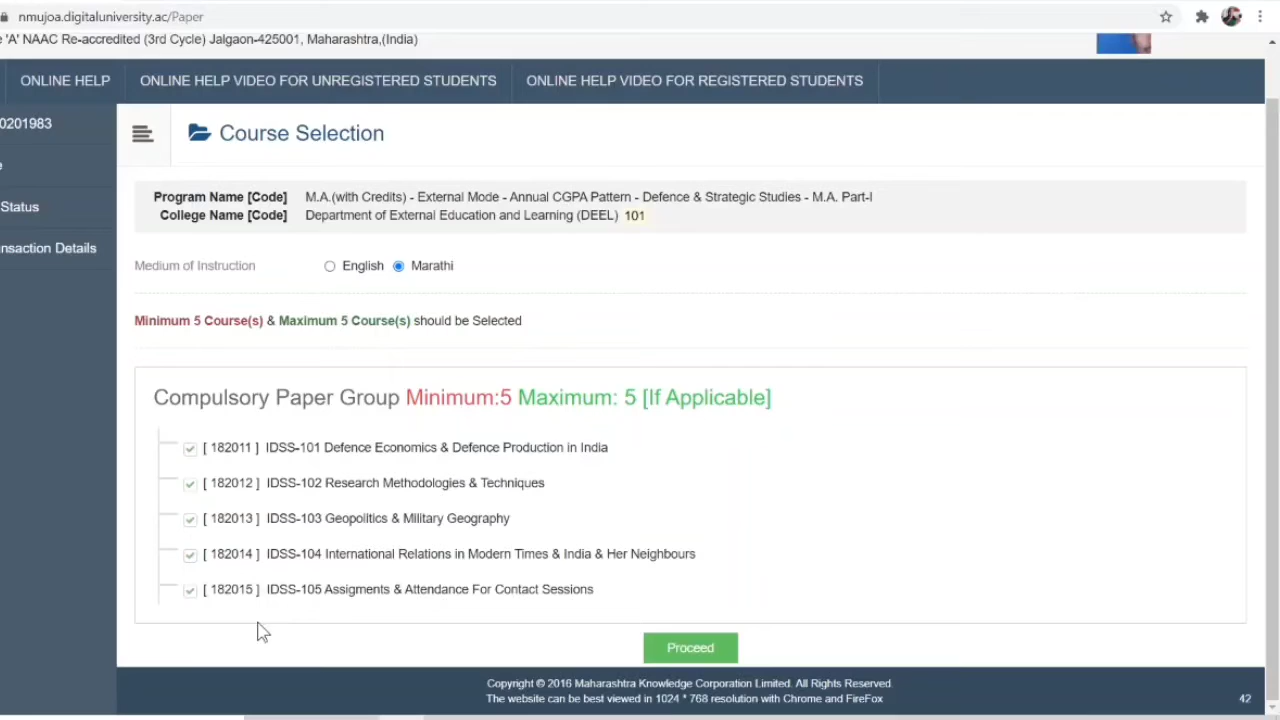 nmujoa.digitaluniversity.ac/Paper
'A' NAAC Re-accredited (3rd Cycle) Jalgaon-425001, Maharashtra,(India)
ONLINE HELP ONLINE HELP VIDEO FOR UNREGISTERED STUDENTS ONLINE HELP VIDEO FOR REGISTERED STUDENTS
0201983
Status
nsaction Details
Course Selection
Program Name [Code] M.A.(with Credits) - External Mode - Annual CGPA Pattern - Defence & Strategic Studies - M.A. Part-I
College Name [Code] Department of External Education and Learning (DEEL) 101
Medium of Instruction English Marathi
Minimum 5 Course(s) & Maximum 5 Course(s) should be Selected
Compulsory Paper Group Minimum:5 Maximum: 5 [If Applicable]
[ 182011 ] IDSS-101 Defence Economics & Defence Production in India
[ 182012 ] IDSS-102 Research Methodologies & Techniques
[ 182013 ] IDSS-103 Geopolitics & Military Geography
[ 182014 ] IDSS-104 International Relations in Modern Times & India & Her Neighbours
[ 182015 ] IDSS-105 Assigments & Attendance For Contact Sessions
Proceed
Copyright © 2016 Maharashtra Knowledge Corporation Limited. All Rights Reserved.
The website can be best viewed in 1024 * 768 resolution with Chrome and FireFox
42